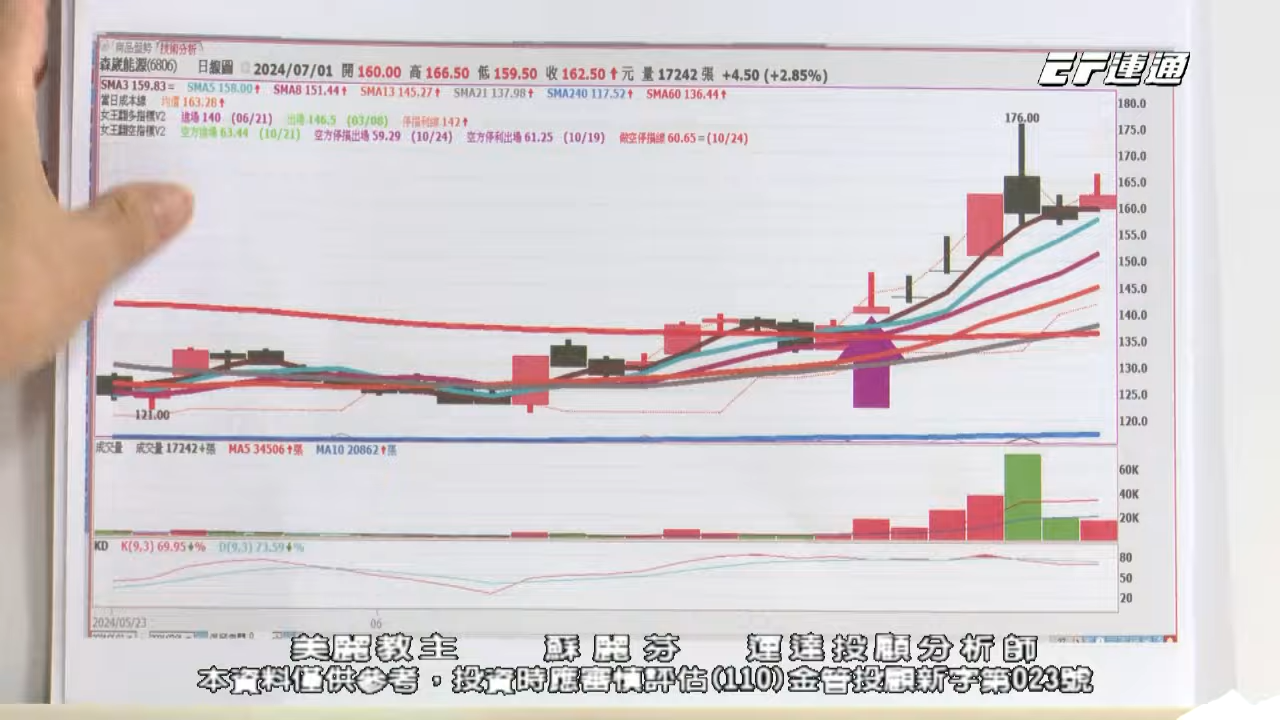 商品盤勢「技術分析」
森崴能源(6806) 日線圖 2024/07/01 開 160.00 高 166.50 低 159.50 收 162.50↑元 量 17242 張 +4.50 (+2.85%)
SMA3 159.83= SMA5 158.00↑ SMA8 151.44↑ SMA13 145.27↑ SMA21 137.98↑ SMA240 117.52↑ SMA60 136.44↑
當日成本線 均價 163.28↑
女王翻多指標V2 進場 140 (06/21) 出場 146.5 (03/08) 停損利線 142↑
女王翻空指標V2 空方進場 63.44 (10/21) 空方停損出場 59.29 (10/24) 空方停利出場 61.25 (10/19) 做空停損線 60.65=(10/24)
運通
180.0
176.00
175.0
170.0
165.0
160.0
155.0
150.0
145.0
140.0
135.0
130.0
125.0
121.00
120.0
成交量 成交量 17242↓張 MA5 34506↑張 MA10 20862↑張
60K
40K
20K
KD K(9,3) 69.95↓% D(9,3) 73.59↓%
80
50
20
2024/05/23 06
美麗教主 蘇麗芬 運達投顧分析師
本資料僅供參考，投資時應審慎評估(110)金管投顧新字第023號